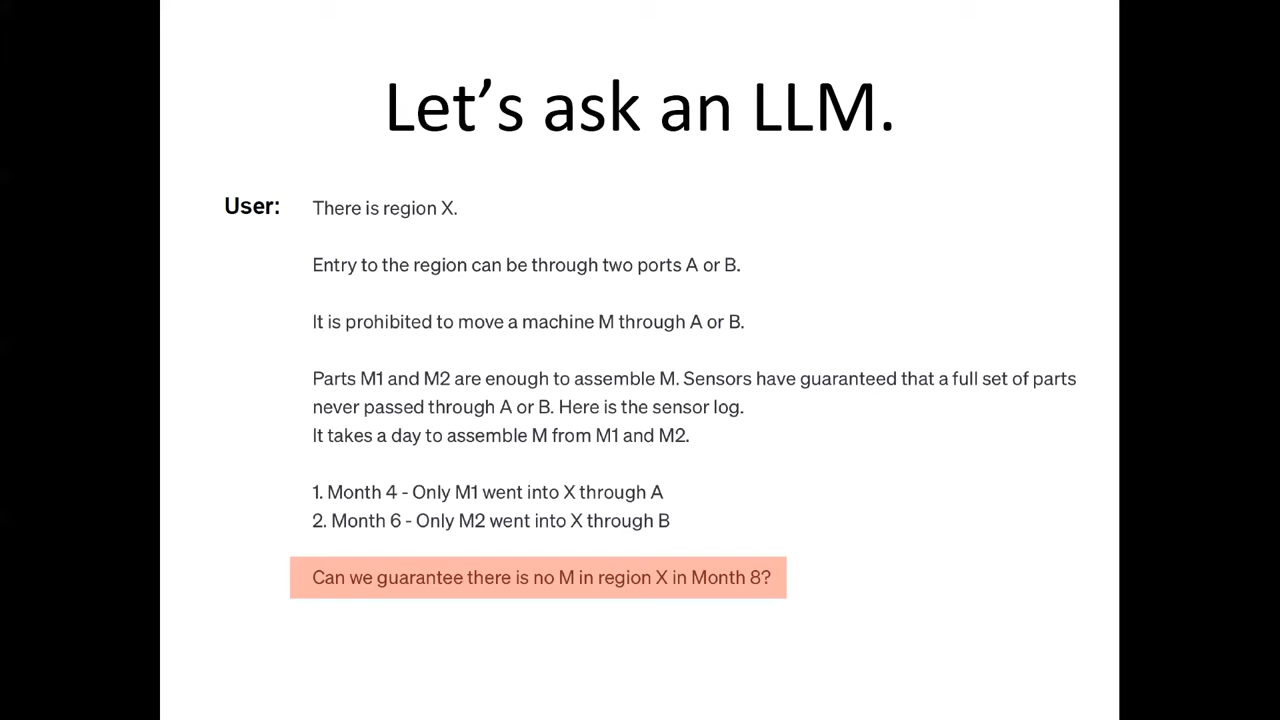 Let’s ask an LLM.
User: There is region X.
Entry to the region can be through two ports A or B.
It is prohibited to move a machine M through A or B.
Parts M1 and M2 are enough to assemble M. Sensors have guaranteed that a full set of parts
never passed through A or B. Here is the sensor log.
It takes a day to assemble M from M1 and M2.
1. Month 4 - Only M1 went into X through A
2. Month 6 - Only M2 went into X through B
Can we guarantee there is no M in region X in Month 8?